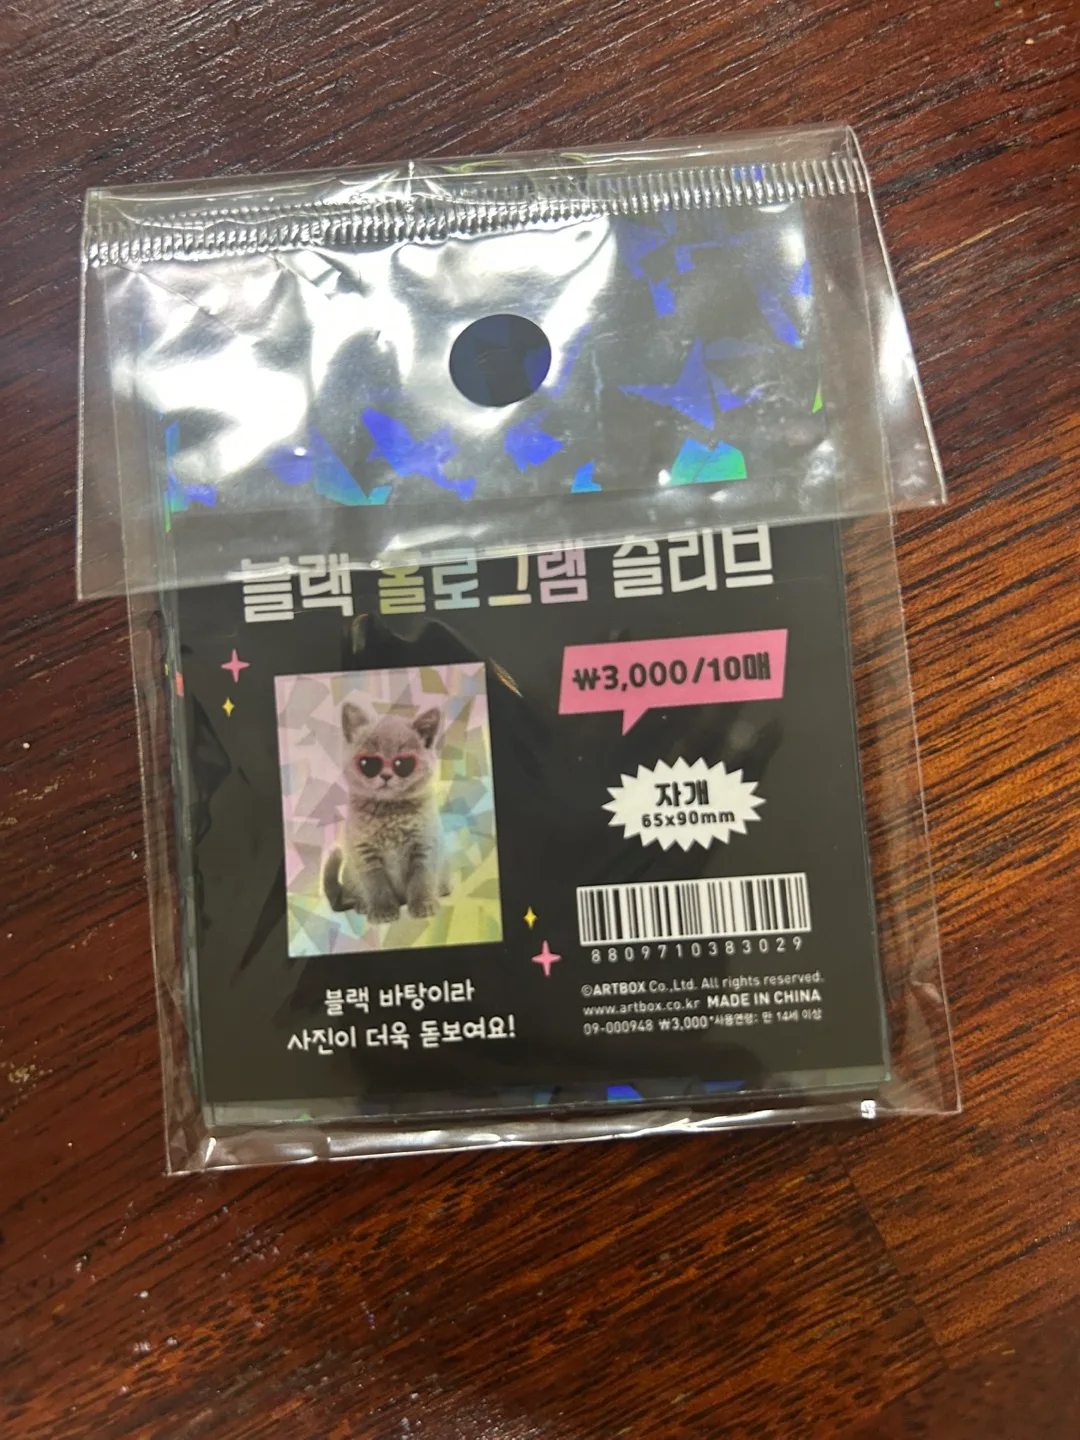 블랙 홀로그램 슬리브
₩3,000/10매
자개
65x90mm
8809710383029
블랙 바탕이라
사진이 더욱 돋보여요!
©ARTBOX Co.,Ltd. All rights reserved.
www.artbox.co.kr MADE IN CHINA
09-000948 ₩3,000 *사용연령: 만 14세 이상